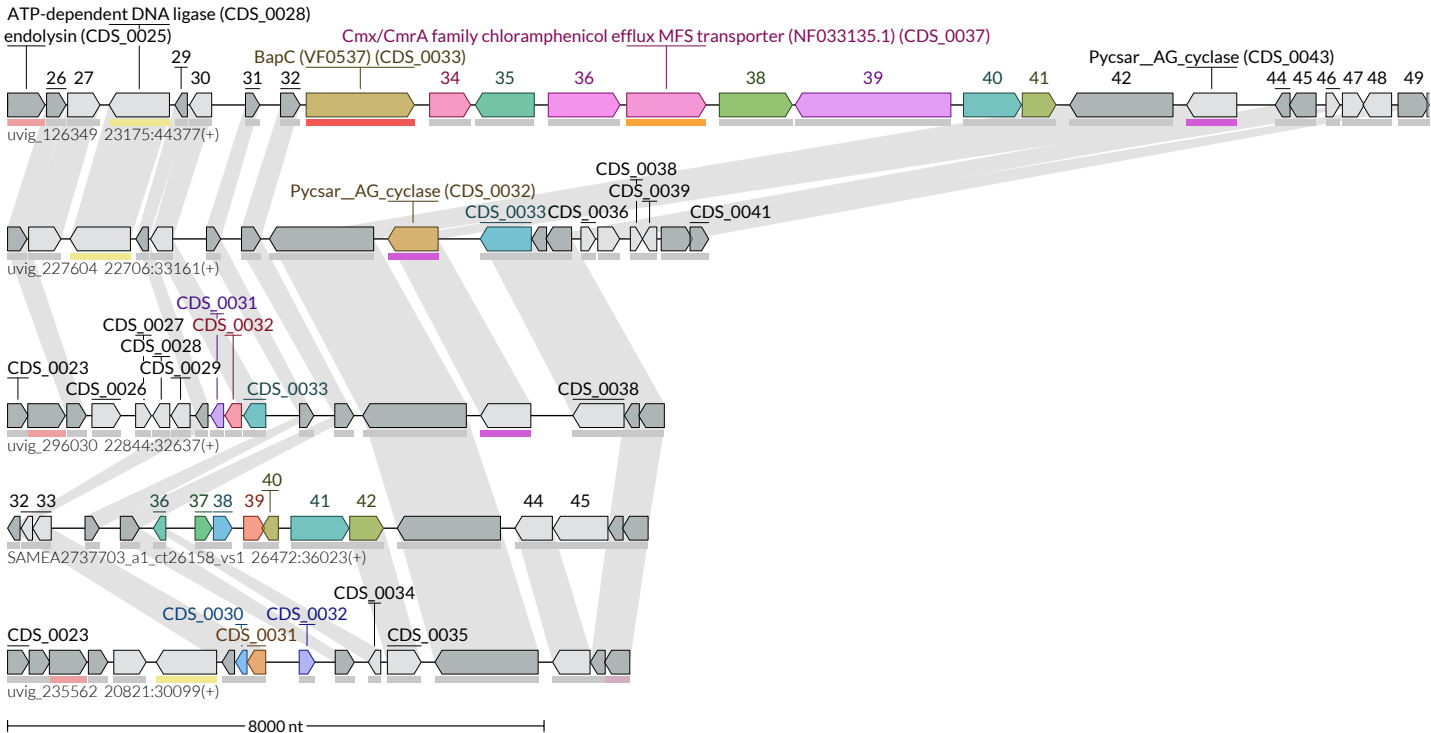 ATP-dependent DNA ligase (CDS_0028)
endolysin (CDS_0025) Cmx/CmrA family chloramphenicol efflux MFS transporter (NF033135.1) (CDS_0037)
29 BapC (VF0537) (CDS_0033) Pycsar__AG_cyclase (CDS_0043)
26 27 30 31 32 34 35 36 38 39 40 41 42 44 45 46 47 48 49
uvig_126349 23175:44377(+)
CDS_0038
Pycsar__AG_cyclase (CDS_0032) CDS_0039
CDS_0033 CDS_0036 CDS_0041
uvig_227604 22706:33161(+)
CDS_0031
CDS_0027 CDS_0032
CDS_0028
CDS_0023 CDS_0029
CDS_0026 CDS_0033 CDS_0038
uvig_296030 22844:32637(+)
40
32 33 36 37 38 39 41 42 44 45
SAMEA2737703_a1_ct26158_vs1 26472:36023(+)
CDS_0034
CDS_0030 CDS_0032
CDS_0023 CDS_0031 CDS_0035
uvig_235562 20821:30099(+)
8000 nt